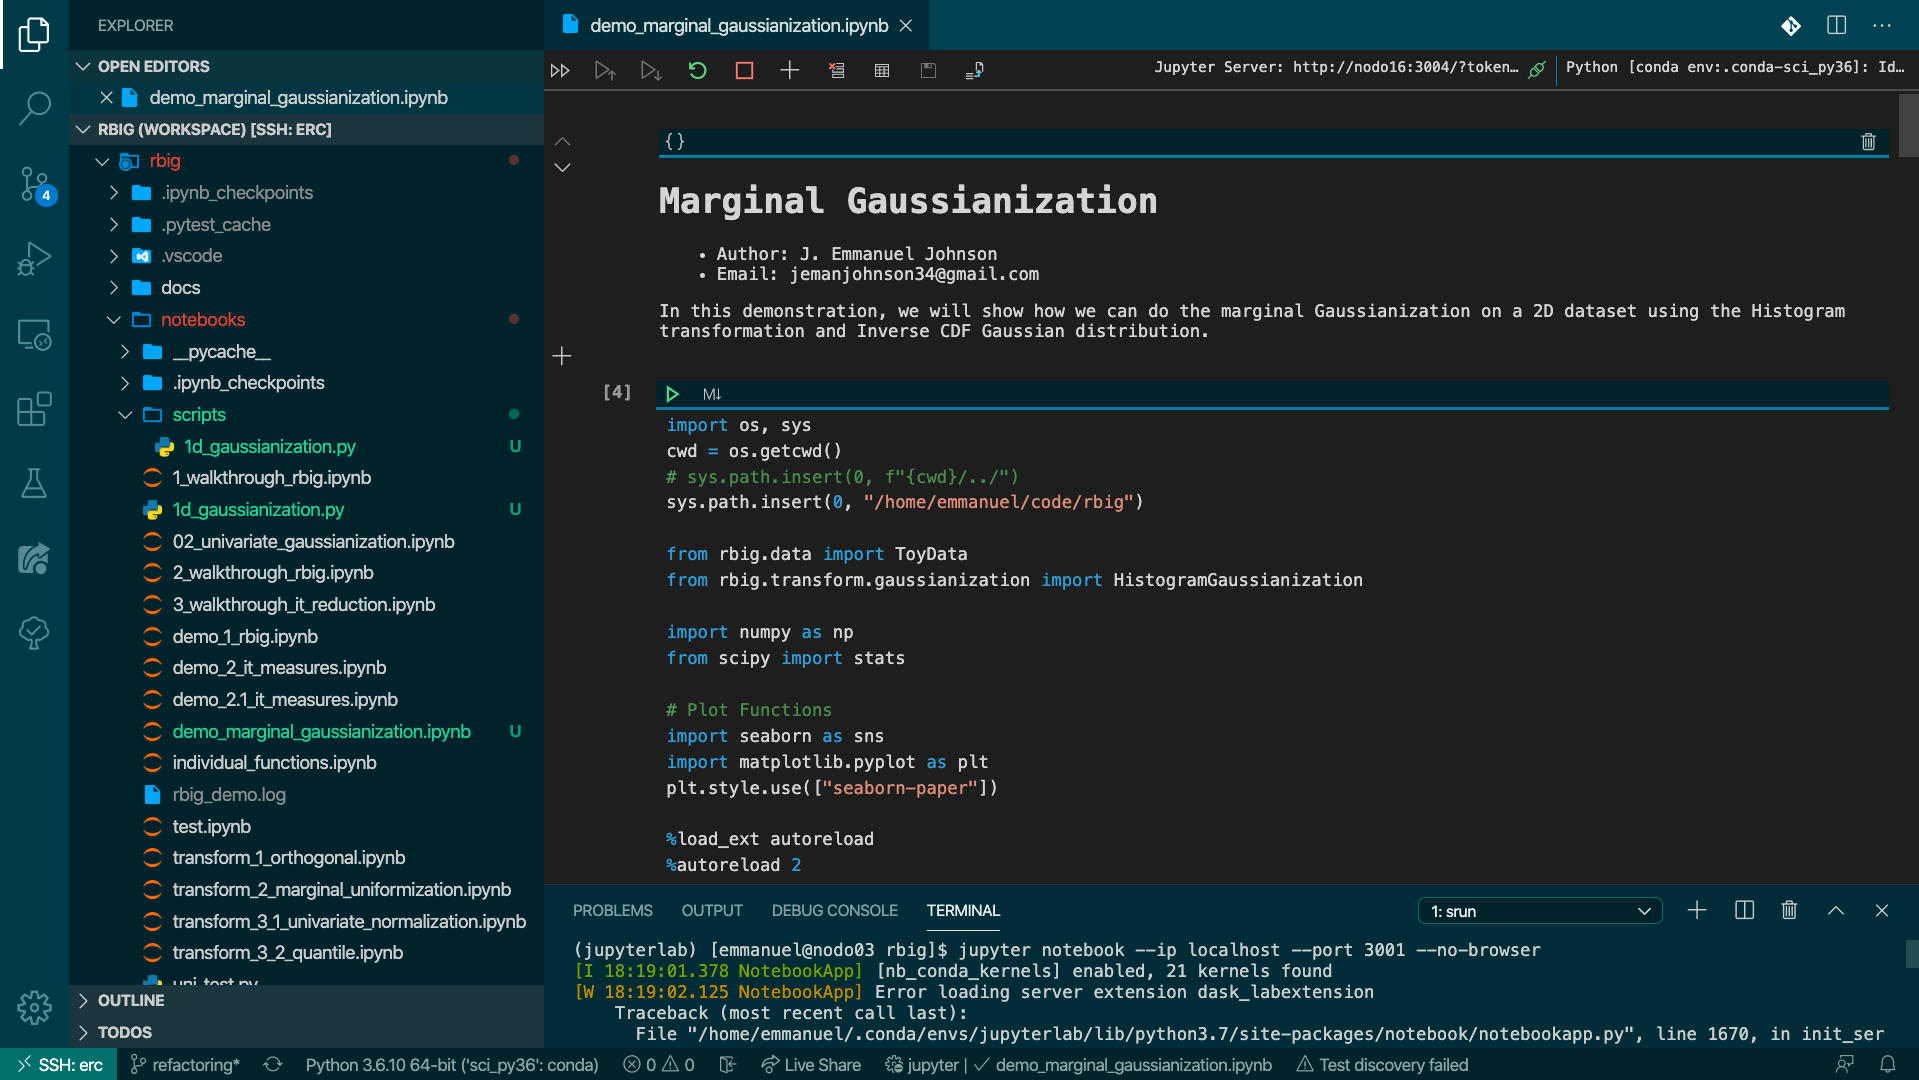 EXPLORER
OPEN EDITORS
demo_marginal_gaussianization.ipynb
RBIG (WORKSPACE) [SSH: ERC]
rbig
.ipynb_checkpoints
.pytest_cache
.vscode
docs
notebooks
__pycache__
.ipynb_checkpoints
scripts
1d_gaussianization.py U
1_walkthrough_rbig.ipynb
1d_gaussianization.py U
02_univariate_gaussianization.ipynb
2_walkthrough_rbig.ipynb
3_walkthrough_it_reduction.ipynb
demo_1_rbig.ipynb
demo_2_it_measures.ipynb
demo_2.1_it_measures.ipynb
demo_marginal_gaussianization.ipynb U
individual_functions.ipynb
rbig_demo.log
test.ipynb
transform_1_orthogonal.ipynb
transform_2_marginal_uniformization.ipynb
transform_3_1_univariate_normalization.ipynb
transform_3_2_quantile.ipynb
uni_test.py
OUTLINE
TODOS
4
demo_marginal_gaussianization.ipynb
Jupyter Server: http://nodo16:3004/?token… Python [conda env:.conda-sci_py36]: Id…
{}
Marginal Gaussianization
• Author: J. Emmanuel Johnson
• Email: jemanjohnson34@gmail.com
In this demonstration, we will show how we can do the marginal Gaussianization on a 2D dataset using the Histogram
transformation and Inverse CDF Gaussian distribution.
[4] M↓
import os, sys
cwd = os.getcwd()
# sys.path.insert(0, f"{cwd}/../")
sys.path.insert(0, "/home/emmanuel/code/rbig")
from rbig.data import ToyData
from rbig.transform.gaussianization import HistogramGaussianization
import numpy as np
from scipy import stats
# Plot Functions
import seaborn as sns
import matplotlib.pyplot as plt
plt.style.use(["seaborn-paper"])
%load_ext autoreload
%autoreload 2
PROBLEMS OUTPUT DEBUG CONSOLE TERMINAL 1: srun
(jupyterlab) [emmanuel@nodo03 rbig]$ jupyter notebook --ip localhost --port 3001 --no-browser
[I 18:19:01.378 NotebookApp] [nb_conda_kernels] enabled, 21 kernels found
[W 18:19:02.125 NotebookApp] Error loading server extension dask_labextension
Traceback (most recent call last):
File "/home/emmanuel/.conda/envs/jupyterlab/lib/python3.7/site-packages/notebook/notebookapp.py", line 1670, in init_ser
SSH: erc refactoring* Python 3.6.10 64-bit ('sci_py36': conda) 0 0 Live Share jupyter | ✓ demo_marginal_gaussianization.ipynb Test discovery failed